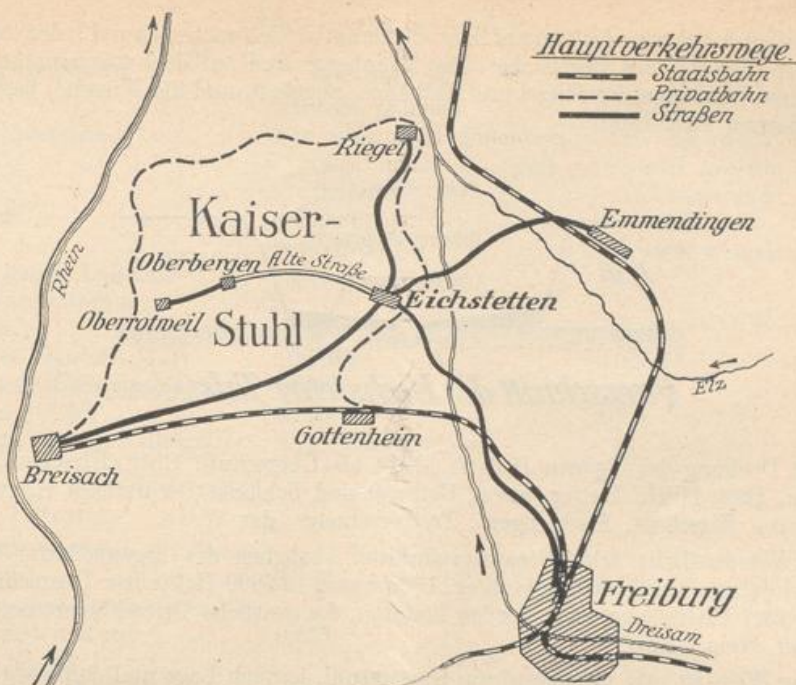 Hauptverkehrswege.
Staatsbahn
Privatbahn
Straßen
Riegel
Kaiser-
Emmendingen
Rhein
Oberbergen
Alte Straße
Eichstetten
Oberrotweil
Stuhl
Elz
Gottenheim
Breisach
Freiburg
Dreisam